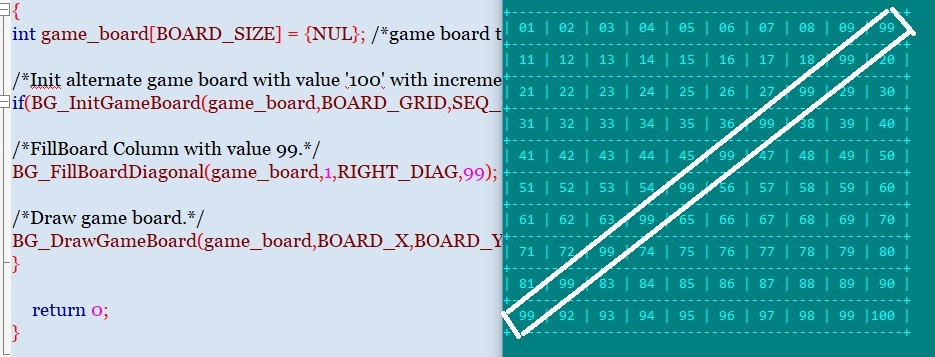 {
int game_board[BOARD_SIZE] = {NUL}; /*game board t
/*Init alternate game board with value '100' with increme
if(BG_InitGameBoard(game_board,BOARD_GRID,SEQ_
/*FillBoard Column with value 99.*/
BG_FillBoardDiagonal(game_board,1,RIGHT_DIAG,99);
/*Draw game board.*/
BG_DrawGameBoard(game_board,BOARD_X,BOARD_Y
}
return 0;
}
| 01 | 02 | 03 | 04 | 05 | 06 | 07 | 08 | 09 | 99 |
| 11 | 12 | 13 | 14 | 15 | 16 | 17 | 18 | 99 | 20 |
| 21 | 22 | 23 | 24 | 25 | 26 | 27 | 99 | 29 | 30 |
| 31 | 32 | 33 | 34 | 35 | 36 | 99 | 38 | 39 | 40 |
| 41 | 42 | 43 | 44 | 45 | 99 | 47 | 48 | 49 | 50 |
| 51 | 52 | 53 | 54 | 99 | 56 | 57 | 58 | 59 | 60 |
| 61 | 62 | 63 | 99 | 65 | 66 | 67 | 68 | 69 | 70 |
| 71 | 72 | 99 | 74 | 75 | 76 | 77 | 78 | 79 | 80 |
| 81 | 99 | 83 | 84 | 85 | 86 | 87 | 88 | 89 | 90 |
| 99 | 92 | 93 | 94 | 95 | 96 | 97 | 98 | 99 |100 |